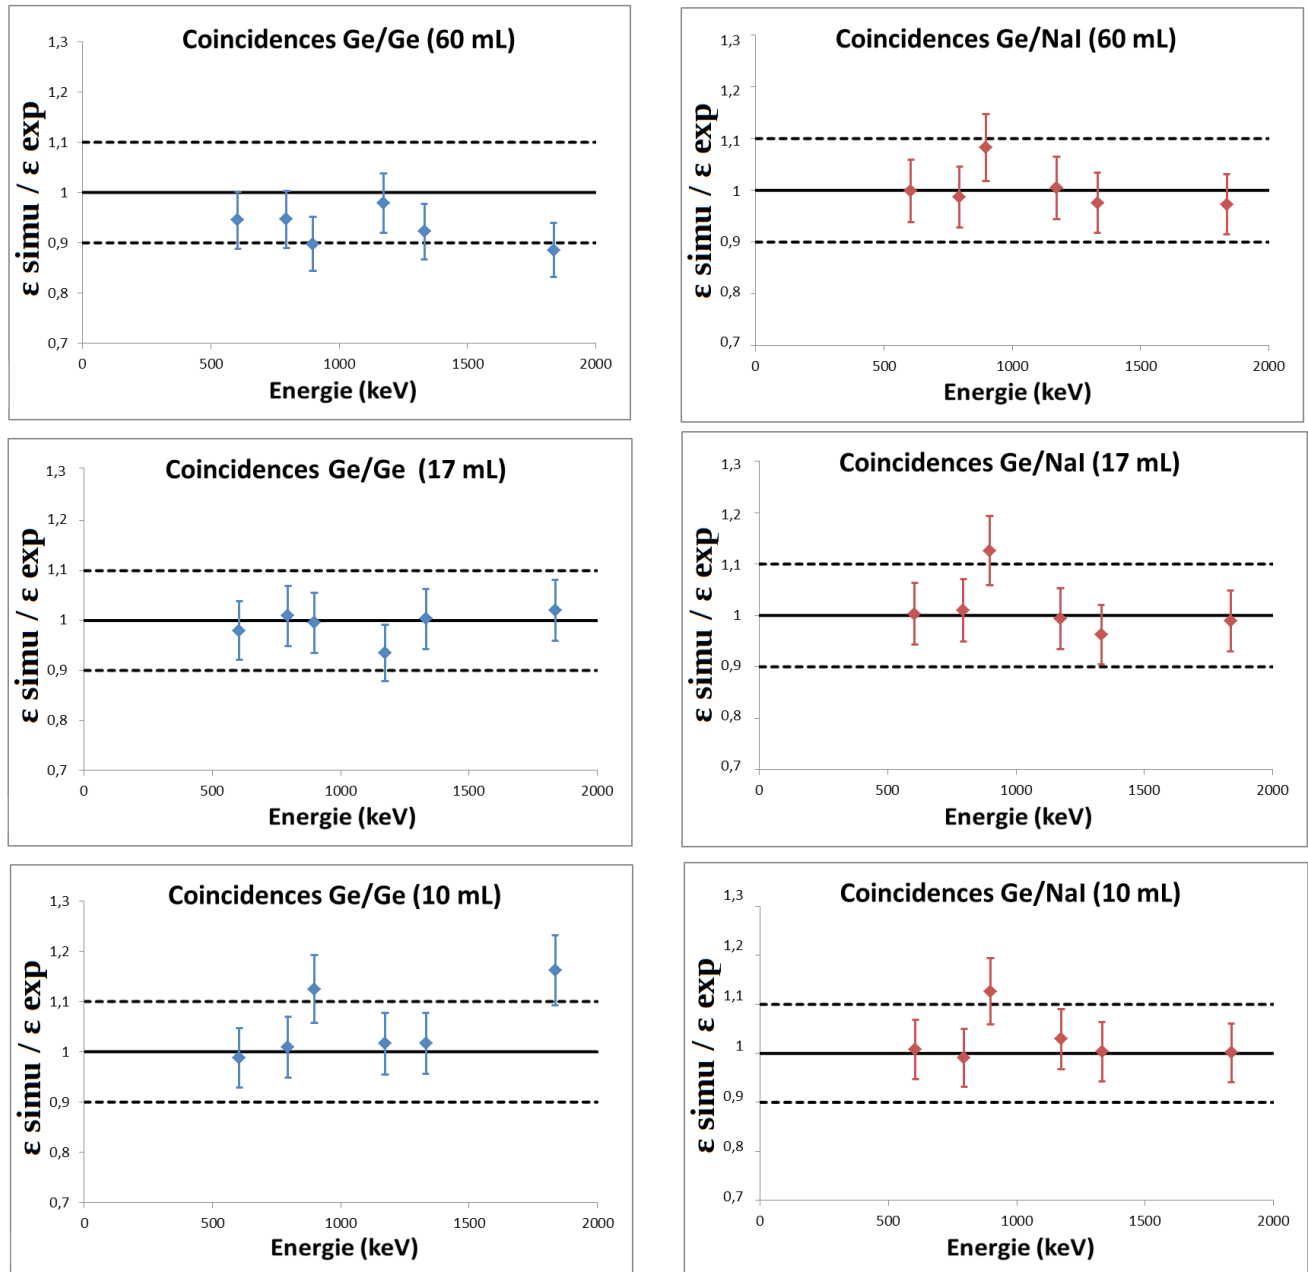 Coincidences Ge/Ge (60 mL)
ε simu / ε exp
1,3
1,2
1,1
1
0,9
0,8
0,7
0 500 1000 1500 2000
Energie (keV)
Coincidences Ge/NaI (60 mL)
ε simu / ε exp
1,3
1,2
1,1
1
0,9
0,8
0,7
0 500 1000 1500 2000
Energie (keV)
Coincidences Ge/Ge (17 mL)
ε simu / ε exp
1,3
1,2
1,1
1
0,9
0,8
0,7
0 500 1000 1500 2000
Energie (keV)
Coincidences Ge/NaI (17 mL)
ε simu / ε exp
1,3
1,2
1,1
1
0,9
0,8
0,7
0 500 1000 1500 2000
Energie (keV)
Coincidences Ge/Ge (10 mL)
ε simu / ε exp
1,3
1,2
1,1
1
0,9
0,8
0,7
0 500 1000 1500 2000
Energie (keV)
Coincidences Ge/NaI (10 mL)
ε simu / ε exp
1,3
1,2
1,1
1
0,9
0,8
0,7
0 500 1000 1500 2000
Energie (keV)